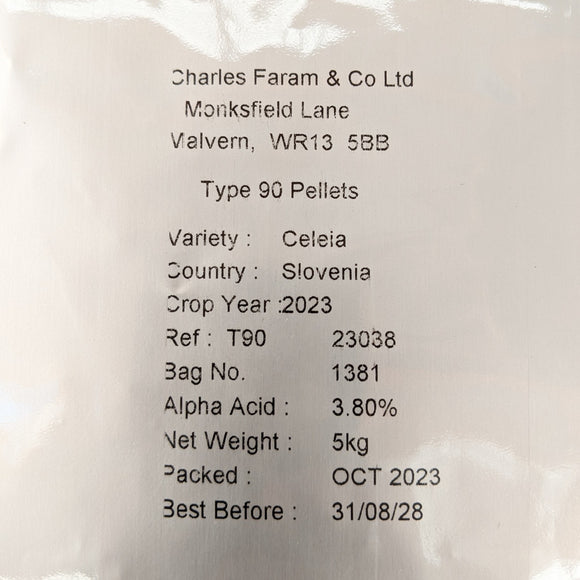 Charles Faram & Co Ltd
Monksfield Lane
Malvern, WR13 5BB
Type 90 Pellets
Variety : Celeia
Country : Slovenia
Crop Year :2023
Ref : T90 23038
Bag No. 1381
Alpha Acid : 3.80%
Net Weight : 5kg
Packed : OCT 2023
Best Before : 31/08/28